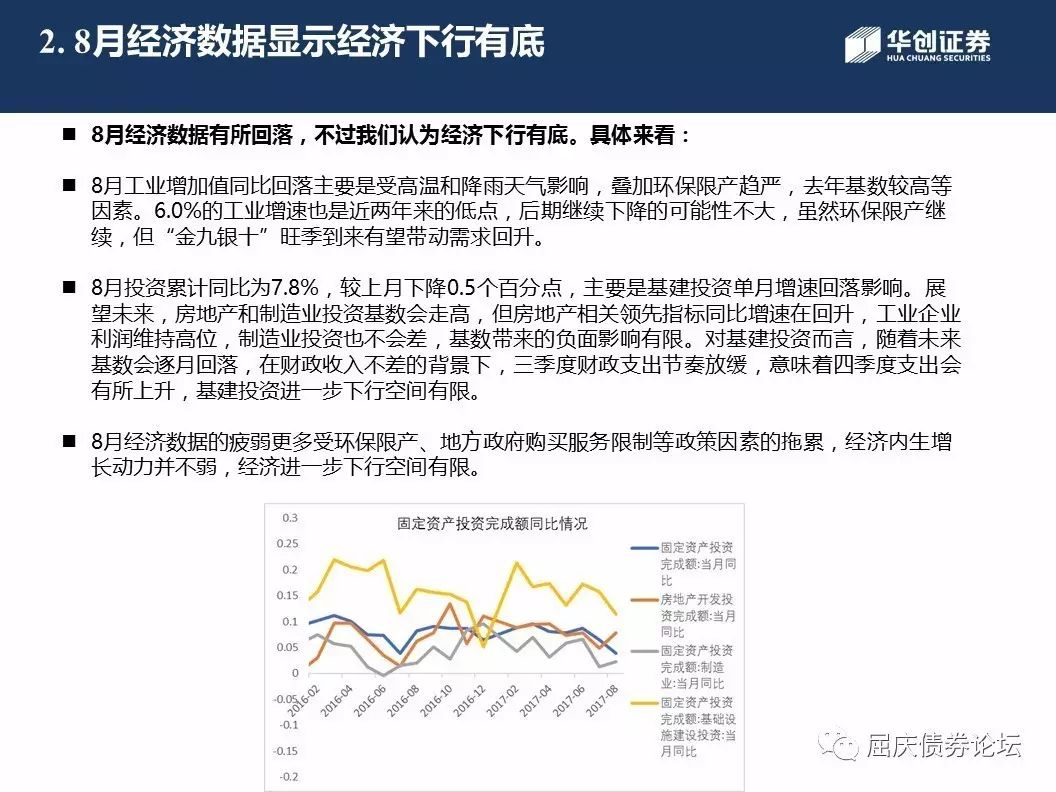 2. 8月经济数据显示经济下行有底
华创证券
HUA CHUANG SECURITIES
■ 8月经济数据有所回落，不过我们认为经济下行有底。具体来看：
■ 8月工业增加值同比回落主要是受高温和降雨天气影响，叠加环保限产趋严，去年基数较高等
因素。6.0%的工业增速也是近两年来的低点，后期继续下降的可能性不大，虽然环保限产继
续，但“金九银十”旺季到来有望带动需求回升。
■ 8月投资累计同比为7.8%，较上月下降0.5个百分点，主要是基建投资单月增速回落影响。展
望未来，房地产和制造业投资基数会走高，但房地产相关领先指标同比增速在回升，工业企业
利润维持高位，制造业投资也不会差，基数带来的负面影响有限。对基建投资而言，随着未来
基数会逐月回落，在财政收入不差的背景下，三季度财政支出节奏放缓，意味着四季度支出会
有所上升，基建投资进一步下行空间有限。
■ 8月经济数据的疲弱更多受环保限产、地方政府购买服务限制等政策因素的拖累，经济内生增
长动力并不弱，经济进一步下行空间有限。
固定资产投资完成额同比情况
0.3
0.25
0.2
0.15
0.1
0.05
0
-0.05
-0.1
-0.15
-0.2
2016-02
2016-04
2016-06
2016-08
2016-10
2016-12
2017-02
2017-04
2017-06
2017-08
固定资产投资
完成额:当月同
比
房地产开发投
资完成额:当月
同比
固定资产投资
完成额:制造
业:当月同比
固定资产投资
完成额:基础设
施建设投资:当
月同比
屈庆债券论坛